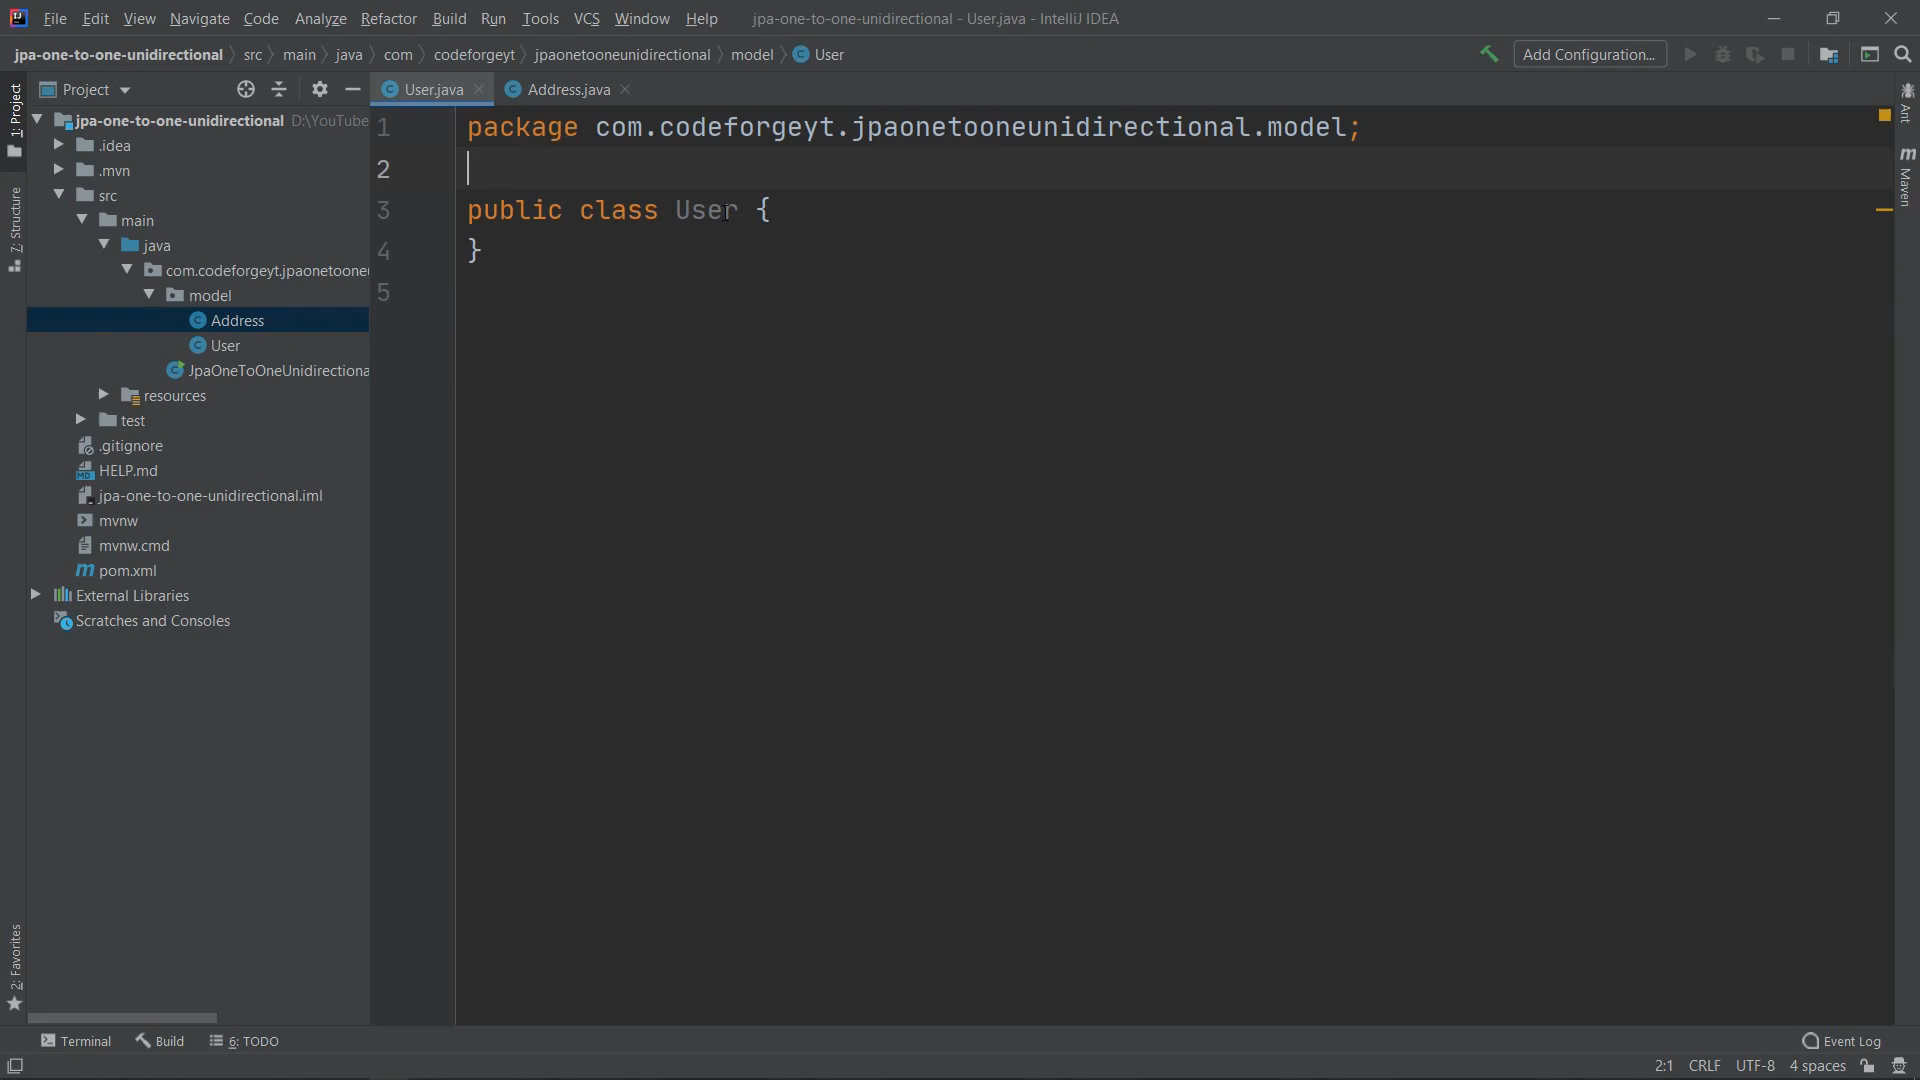 File Edit View Navigate Code Analyze Refactor Build Run Tools VCS Window Help jpa-one-to-one-unidirectional - User.java - IntelliJ IDEA
jpa-one-to-one-unidirectional src main java com codeforgeyt jpaonetooneunidirectional model User Add Configuration...
Project
User.java
Address.java
jpa-one-to-one-unidirectional D:\YouTube
.idea
.mvn
src
main
java
com.codeforgeyt.jpaonetoone
model
Address
User
JpaOneToOneUnidirectiona
resources
test
.gitignore
HELP.md
jpa-one-to-one-unidirectional.iml
mvnw
mvnw.cmd
pom.xml
External Libraries
Scratches and Consoles
1: Project
7: Structure
2: Favorites
1 package com.codeforgeyt.jpaonetooneunidirectional.model;
2
3 public class User {
4 }
5
Ant
Maven
Terminal Build 6: TODO Event Log
2:1 CRLF UTF-8 4 spaces